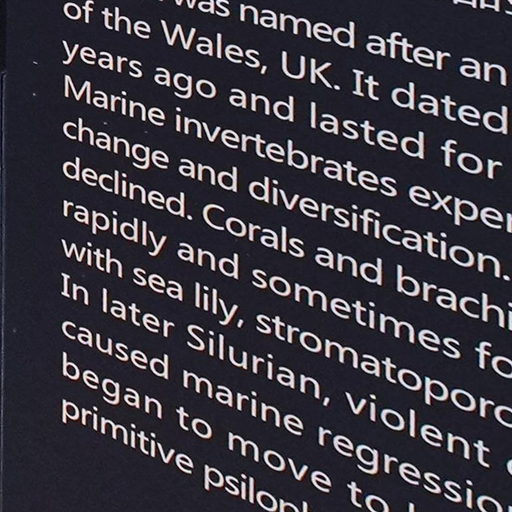 was named after an
of the Wales, UK. It dated
years ago and lasted for
Marine invertebrates exper
change and diversification.
declined. Corals and brachi
rapidly and sometimes fo
with sea lily, stromatoporo
In later Silurian, violent
caused marine regressio
began to move to
primitive psiloph